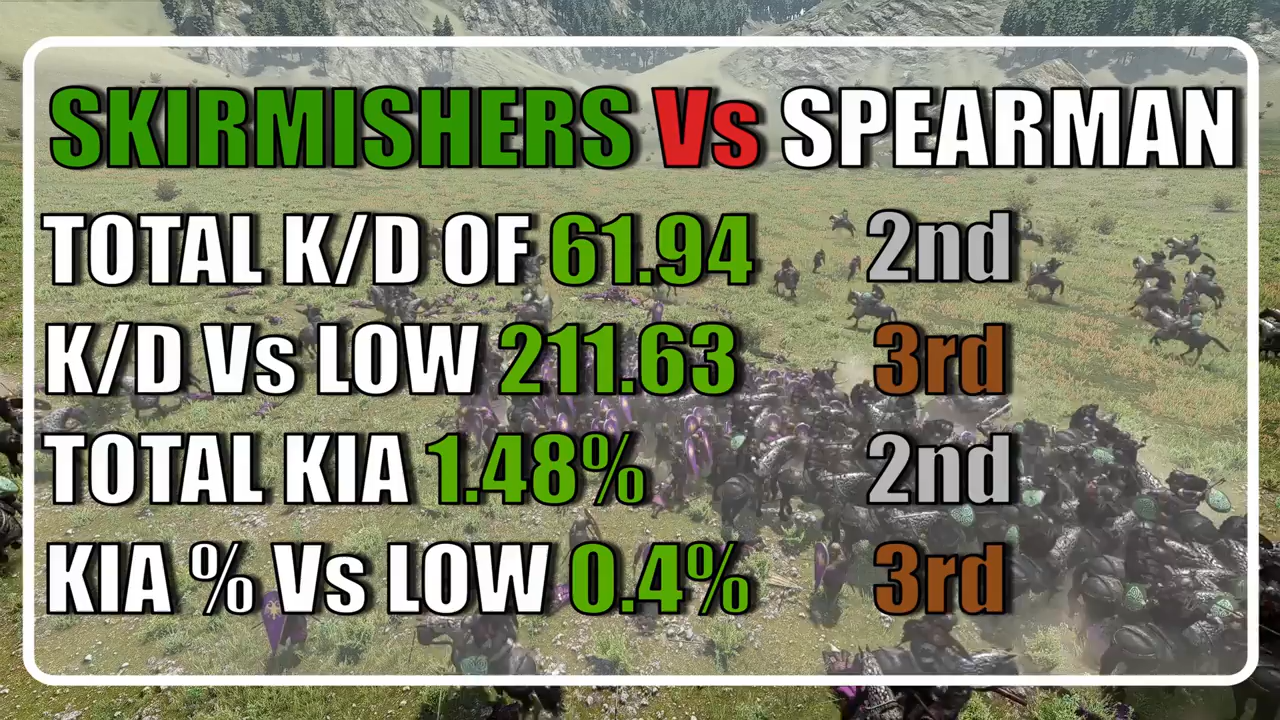 SKIRMISHERS Vs SPEARMAN
TOTAL K/D OF 61.94 2nd
K/D Vs LOW 211.63 3rd
TOTAL KIA 1.48% 2nd
KIA % Vs LOW 0.4% 3rd